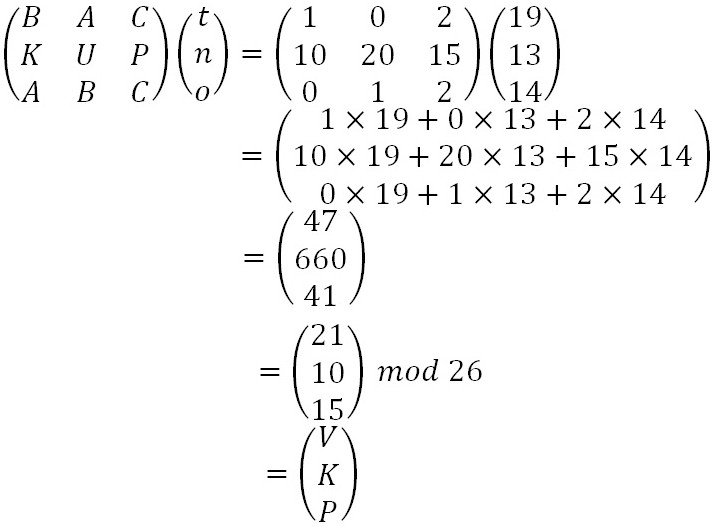 (B A C) (t) = (1 0 2) (19)
(K U P) (n) (10 20 15) (13)
(A B C) (o) (0 1 2) (14)
= (1 × 19 + 0 × 13 + 2 × 14)
(10 × 19 + 20 × 13 + 15 × 14)
(0 × 19 + 1 × 13 + 2 × 14)
= (47)
(660)
(41)
= (21)
(10) mod 26
(15)
= (V)
(K)
(P)